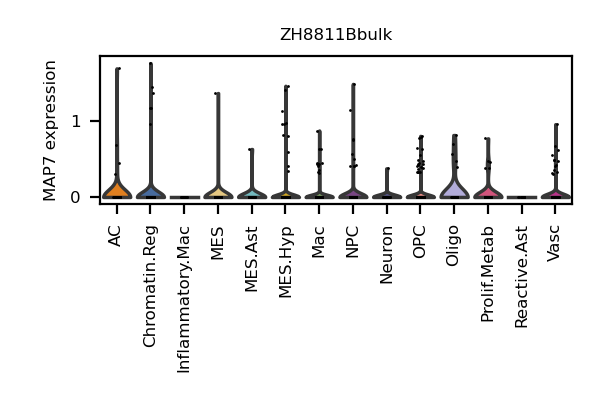 ZH8811Bbulk
MAP7 expression
1
0
AC
Chromatin.Reg
Inflammatory.Mac
MES
MES.Ast
MES.Hyp
Mac
NPC
Neuron
OPC
Oligo
Prolif.Metab
Reactive.Ast
Vasc